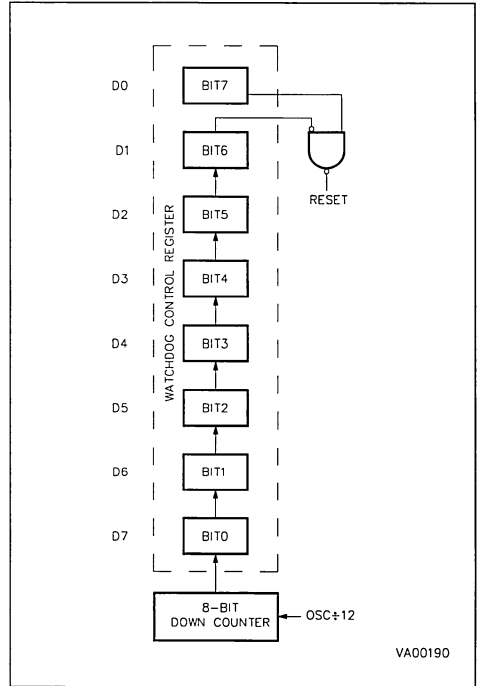 D0 BIT7
D1 BIT6
RESET
D2 BIT5
D3 BIT4
WATCHDOG CONTROL REGISTER
D4 BIT3
D5 BIT2
D6 BIT1
D7 BIT0
8-BIT
DOWN COUNTER
OSC÷12
VA00190